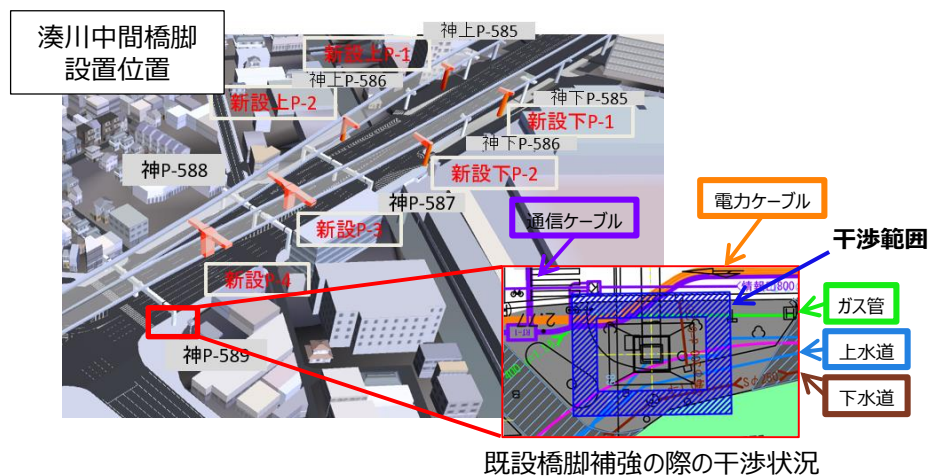 湊川中間橋脚
設置位置
神上P-585
新設上P-1
神上P-586
新設上P-2
神下P-585
新設下P-1
神下P-586
新設下P-2
神P-588
神P-587
新設P-3
新設P-4
神P-589
電力ケーブル
通信ケーブル
干渉範囲
ガス管
上水道
下水道
既設橋脚補強の際の干渉状況